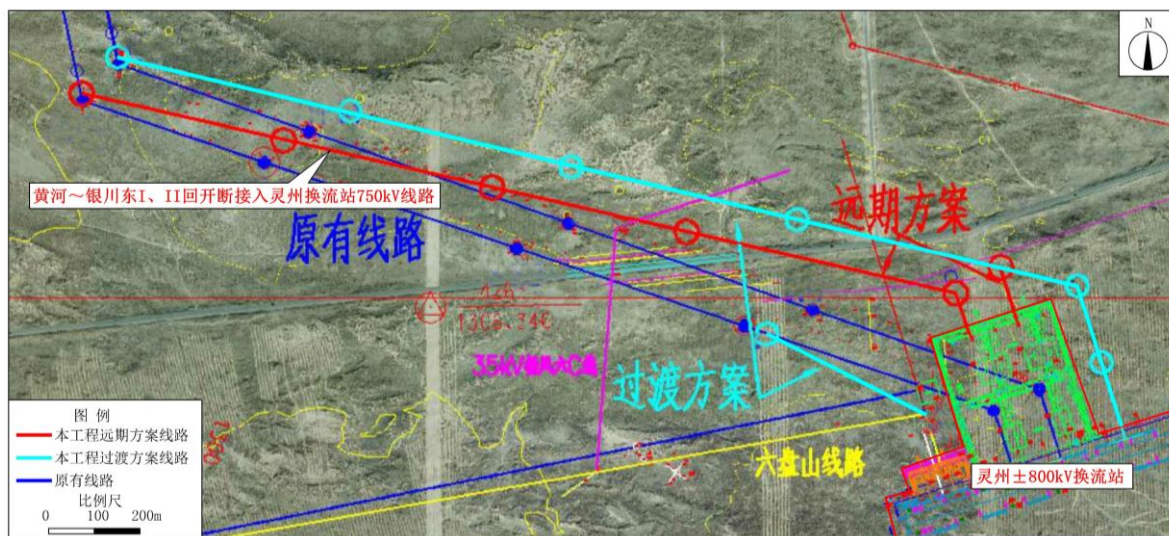 N
黄河~银川东I、II回开断接入灵州换流站750kV线路
原有线路
远期方案
过渡方案
六盘山线路
灵州±800kV换流站
图 例
本工程远期方案线路
本工程过渡方案线路
原有线路
比例尺
0 100 200m